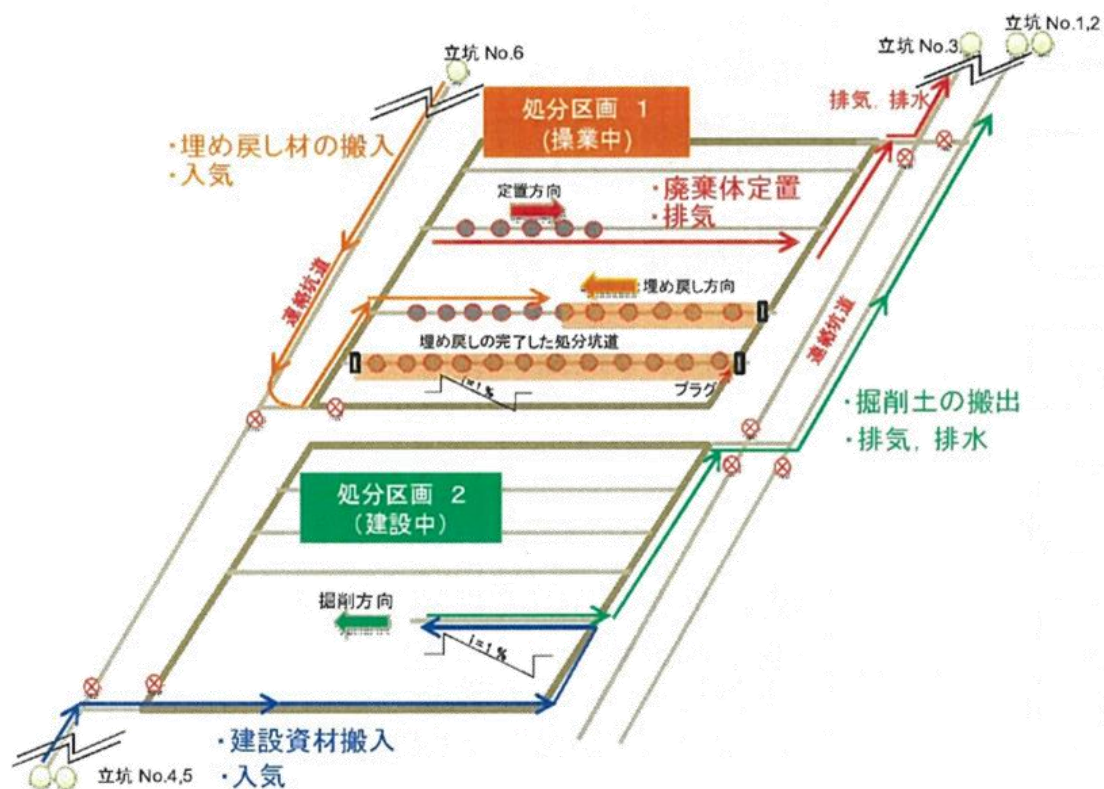 立坑 No.1,2
立坑 No.3
立坑 No.6
排気，排水
処分区画 1
(操業中)
・埋め戻し材の搬入
・入気
定置方向
・廃棄体定置
・排気
埋め戻し方向
連絡坑道
連絡坑道
埋め戻しの完了した処分坑道
i=1%
プラグ
・掘削土の搬出
・排気，排水
処分区画 2
(建設中)
掘削方向
i=1%
・建設資材搬入
・入気
立坑 No.4,5